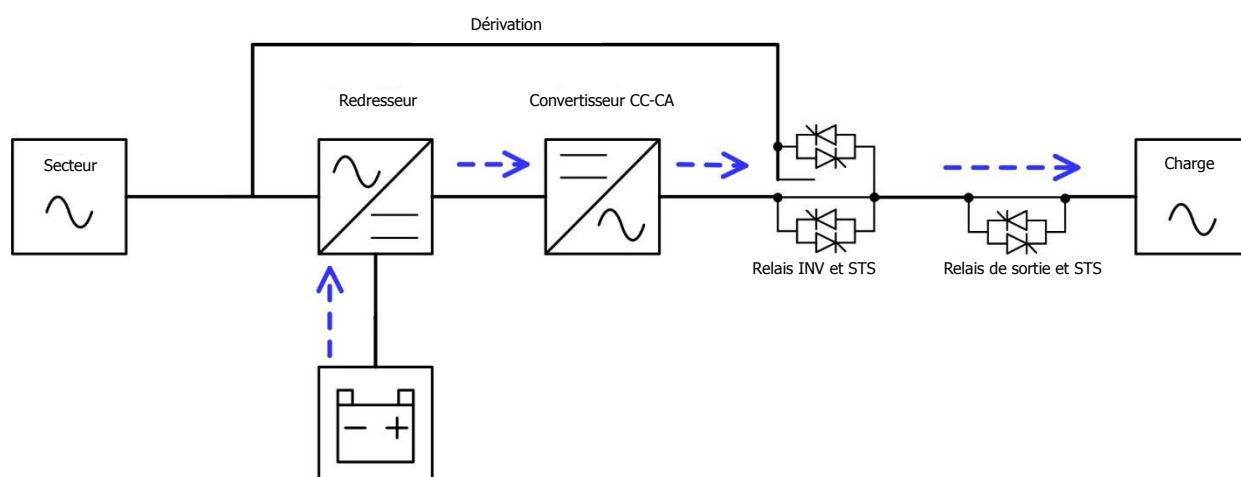 Dérivation
Redresseur
Convertisseur CC-CA
Secteur
Charge
Relais INV et STS
Relais de sortie et STS